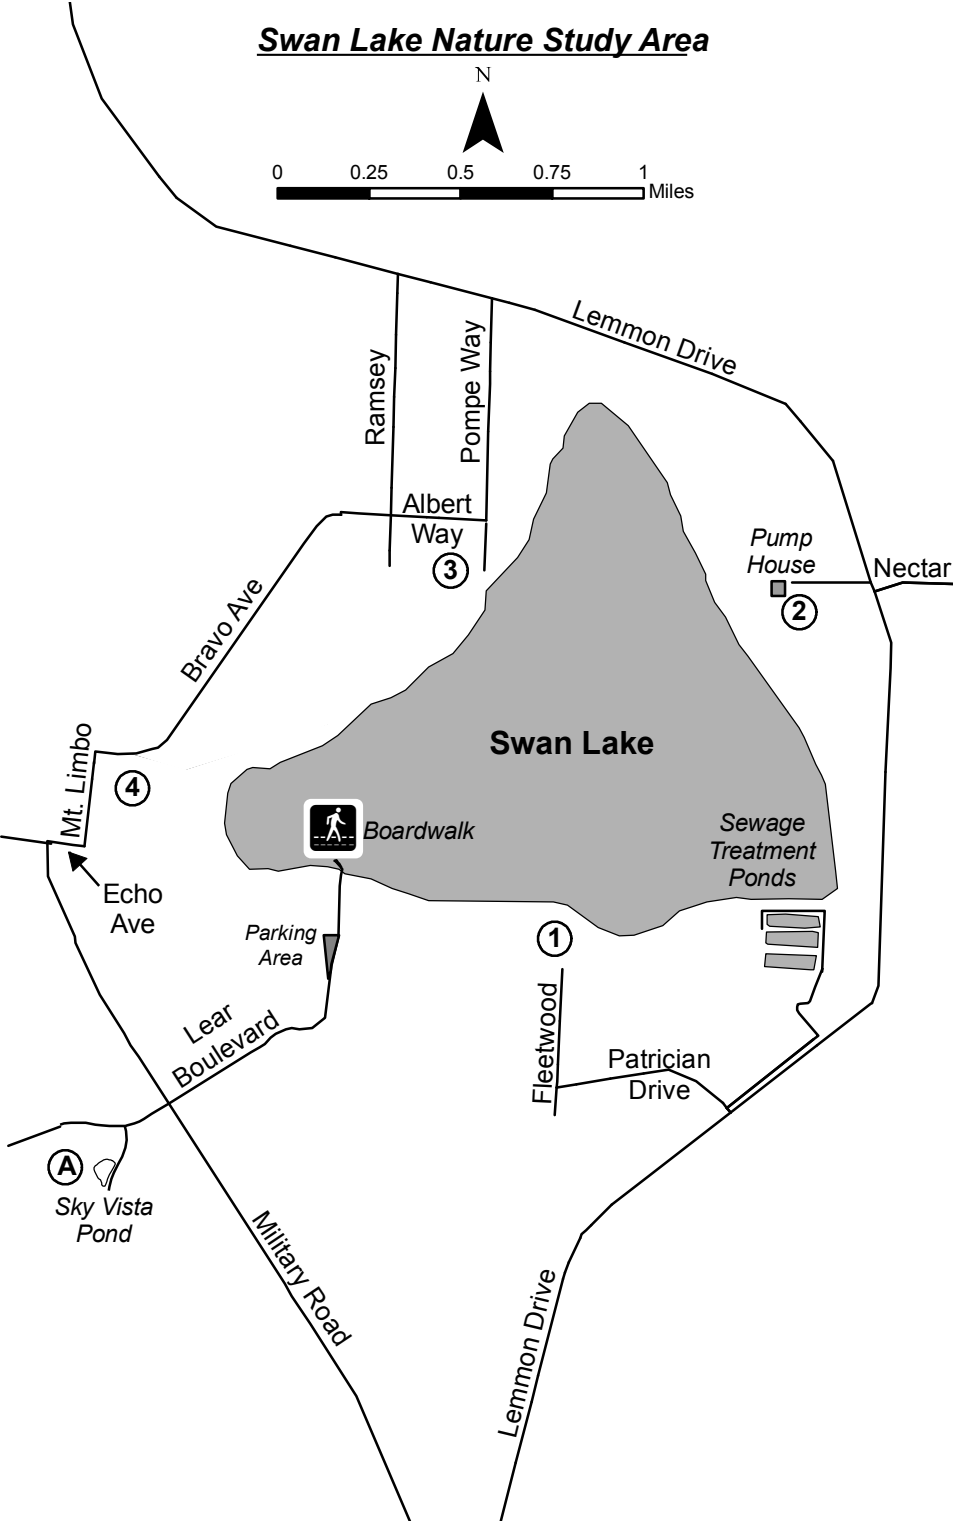 Swan Lake Nature Study Area
N
0 0.25 0.5 0.75 1
Miles
Lemmon Drive
Ramsey
Pompe Way
Albert
Way
3
Pump
House
2
Nectar
Bravo Ave
Swan Lake
Mt. Limbo
4
Boardwalk
Sewage
Treatment
Ponds
Echo
Ave
Parking
Area
1
Lear
Boulevard
Fleetwood
Patrician
Drive
A
Sky Vista
Pond
Military Road
Lemmon Drive